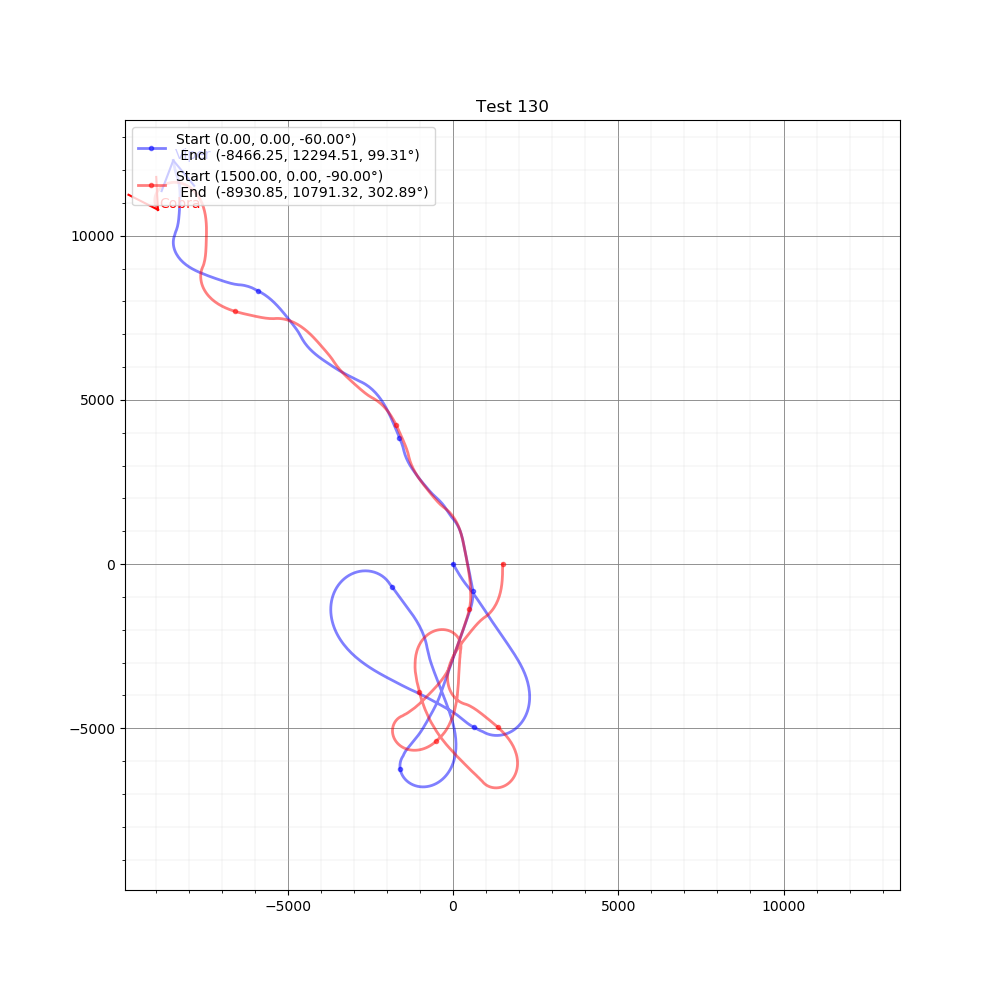 Test 130
Start (0.00, 0.00, -60.00°)
End (-8466.25, 12294.51, 99.31°)
Start (1500.00, 0.00, -90.00°)
End (-8930.85, 10791.32, 302.89°)
Cobra
10000
5000
0
−5000
−5000
0
5000
10000